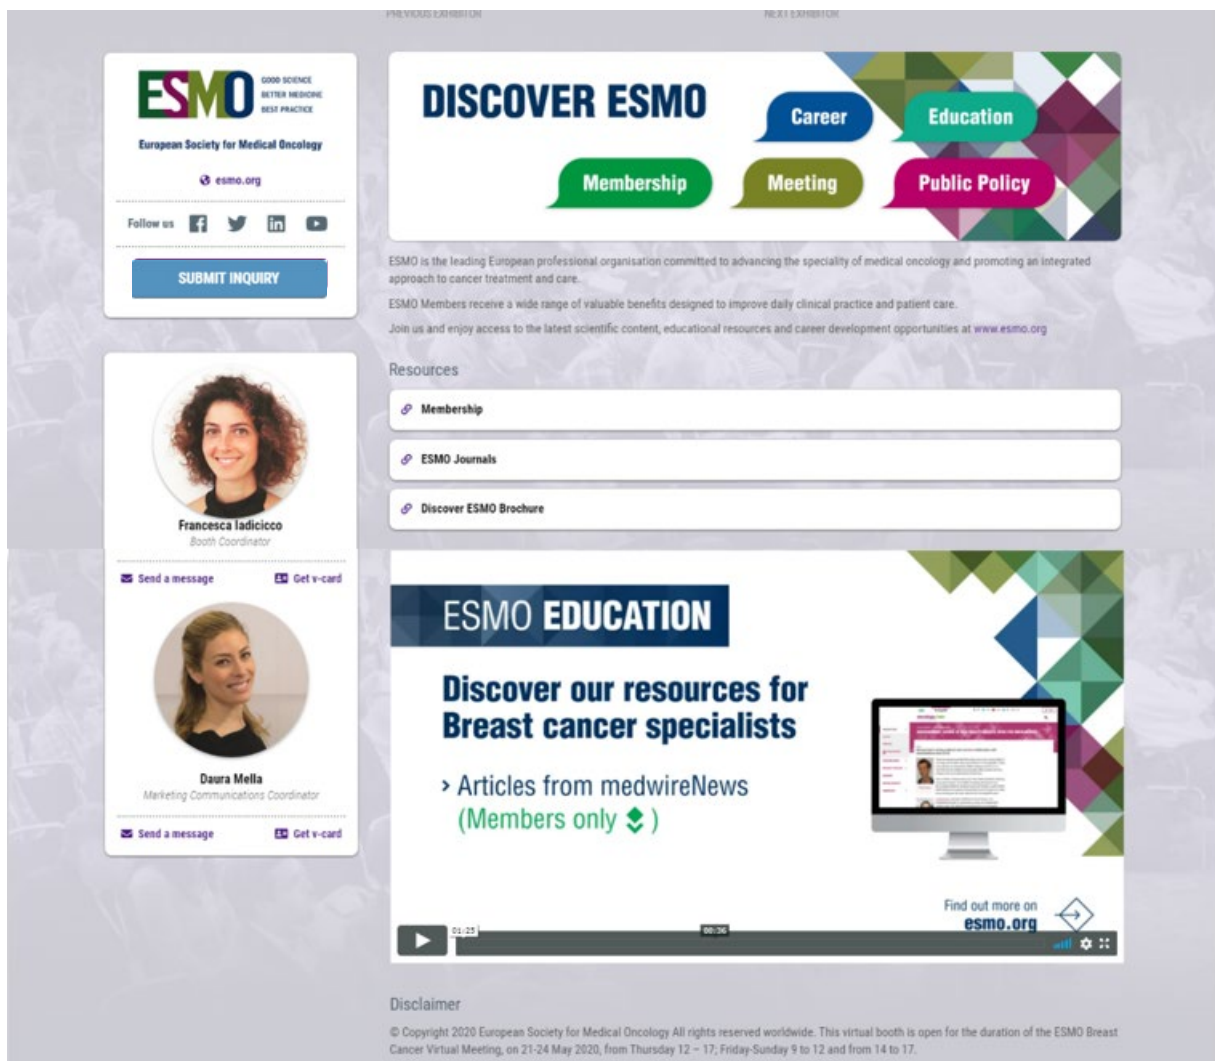 PREVIOUS EXHIBITOR
NEXT EXHIBITOR
ESMO
GOOD SCIENCE
BETTER MEDICINE
BEST PRACTICE
European Society for Medical Oncology
esmo.org
Follow us
SUBMIT INQUIRY
Francesca Iadicicco
Booth Coordinator
Send a message
Get v-card
Daura Mella
Marketing Communications Coordinator
Send a message
Get v-card
DISCOVER ESMO
Career
Education
Membership
Meeting
Public Policy
ESMO is the leading European professional organisation committed to advancing the speciality of medical oncology and promoting an integrated
approach to cancer treatment and care.
ESMO Members receive a wide range of valuable benefits designed to improve daily clinical practice and patient care.
Join us and enjoy access to the latest scientific content, educational resources and career development opportunities at www.esmo.org
Resources
Membership
ESMO Journals
Discover ESMO Brochure
ESMO EDUCATION
Discover our resources for
Breast cancer specialists
› Articles from medwireNews
(Members only )
Find out more on
esmo.org
01:25
00:36
Disclaimer
© Copyright 2020 European Society for Medical Oncology All rights reserved worldwide. This virtual booth is open for the duration of the ESMO Breast
Cancer Virtual Meeting, on 21-24 May 2020, from Thursday 12 – 17; Friday-Sunday 9 to 12 and from 14 to 17.